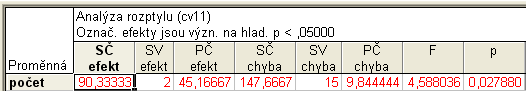 Analýza rozptylu (cv11)
Označ. efekty jsou význ. na hlad. p < ,05000
SČ SV PČ SČ SV PČ F p
Proměnná efekt efekt efekt chyba chyba chyba
počet 90,33333 2 45,16667 147,6667 15 9,844444 4,588036 0,027880